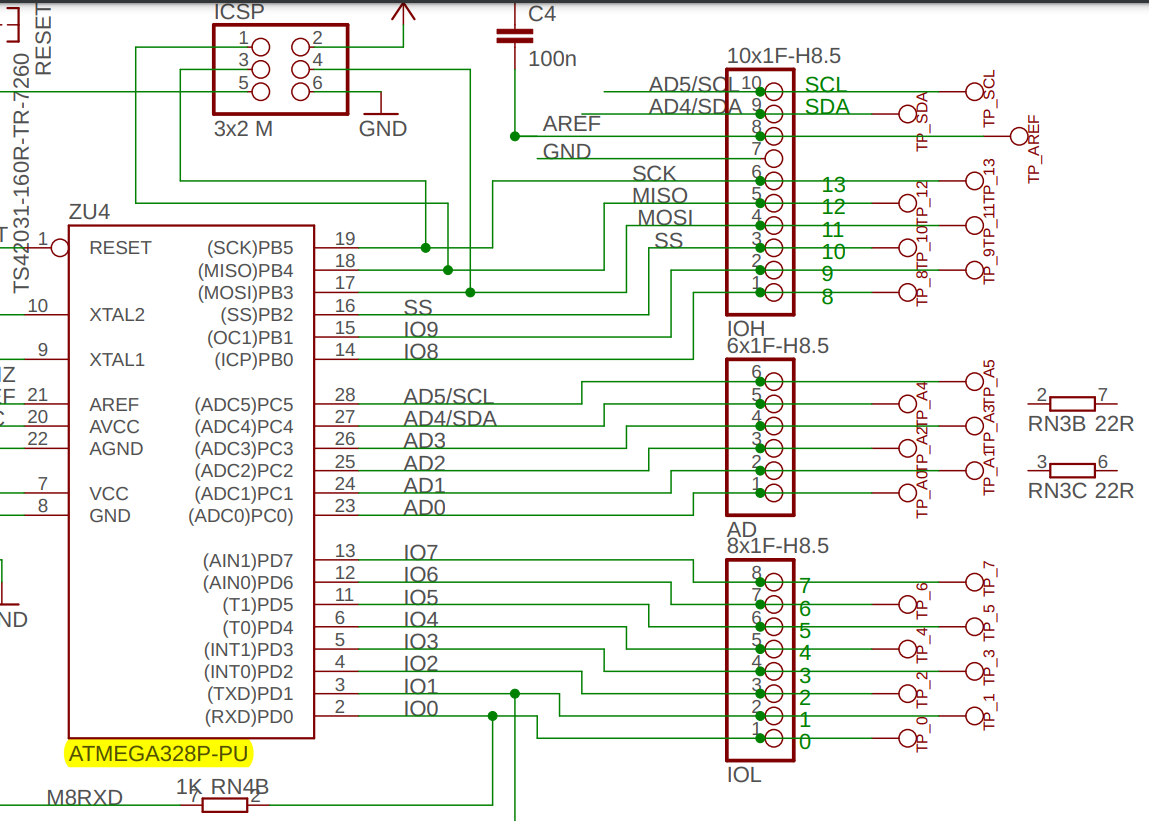 ICSP
1 2
3 4
5 6
3x2 M
GND
RESET
TS42031-160R-TR-7260
C4
100n
10x1F-H8.5
AD5/SCL 10 SCL
AD4/SDA 9 SDA
AREF 8
GND 7
SCK 6 13
MISO 5 12
MOSI 4 11
SS 3 10
2 9
1 8
IOH
TP_SCL
TP_SDA
TP_AREF
TP_13
TP_12
TP_11
TP_10
TP_9
TP_8
ZU4
1 RESET (SCK)PB5 19
(MISO)PB4 18
(MOSI)PB3 17
10 XTAL2 (SS)PB2 16 SS
(OC1)PB1 15 IO9
9 XTAL1 (ICP)PB0 14 IO8
21 AREF (ADC5)PC5 28 AD5/SCL
20 AVCC (ADC4)PC4 27 AD4/SDA
22 AGND (ADC3)PC3 26 AD3
(ADC2)PC2 25 AD2
7 VCC (ADC1)PC1 24 AD1
8 GND (ADC0)PC0) 23 AD0
(AIN1)PD7 13 IO7
(AIN0)PD6 12 IO6
(T1)PD5 11 IO5
(T0)PD4 6 IO4
(INT1)PD3 5 IO3
(INT0)PD2 4 IO2
(TXD)PD1 3 IO1
(RXD)PD0 2 IO0
ATMEGA328P-PU
6x1F-H8.5
6
5
4
3
2
1
AD
TP_A5
TP_A4
TP_A3
TP_A2
TP_A1
TP_A0
2 7
RN3B 22R
3 6
RN3C 22R
8x1F-H8.5
8 7
7 6
6 5
5 4
4 3
3 2
2 1
1 0
IOL
TP_7
TP_6
TP_5
TP_4
TP_3
TP_2
TP_1
TP_0
1K RN4B
M8RXD 7 2